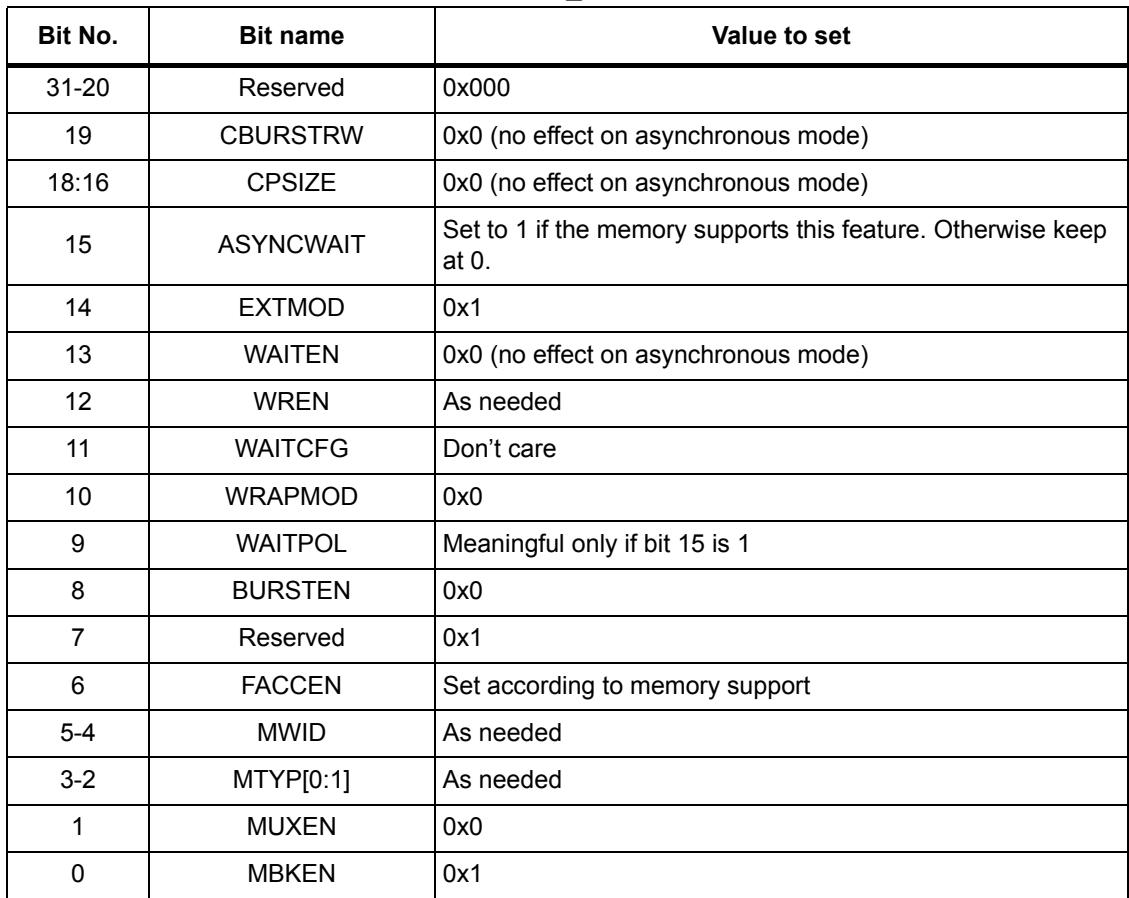 Bit No. Bit name Value to set
31-20 Reserved 0x000
19 CBURSTRW 0x0 (no effect on asynchronous mode)
18:16 CPSIZE 0x0 (no effect on asynchronous mode)
15 ASYNCWAIT Set to 1 if the memory supports this feature. Otherwise keep
at 0.
14 EXTMOD 0x1
13 WAITEN 0x0 (no effect on asynchronous mode)
12 WREN As needed
11 WAITCFG Don’t care
10 WRAPMOD 0x0
9 WAITPOL Meaningful only if bit 15 is 1
8 BURSTEN 0x0
7 Reserved 0x1
6 FACCEN Set according to memory support
5-4 MWID As needed
3-2 MTYP[0:1] As needed
1 MUXEN 0x0
0 MBKEN 0x1